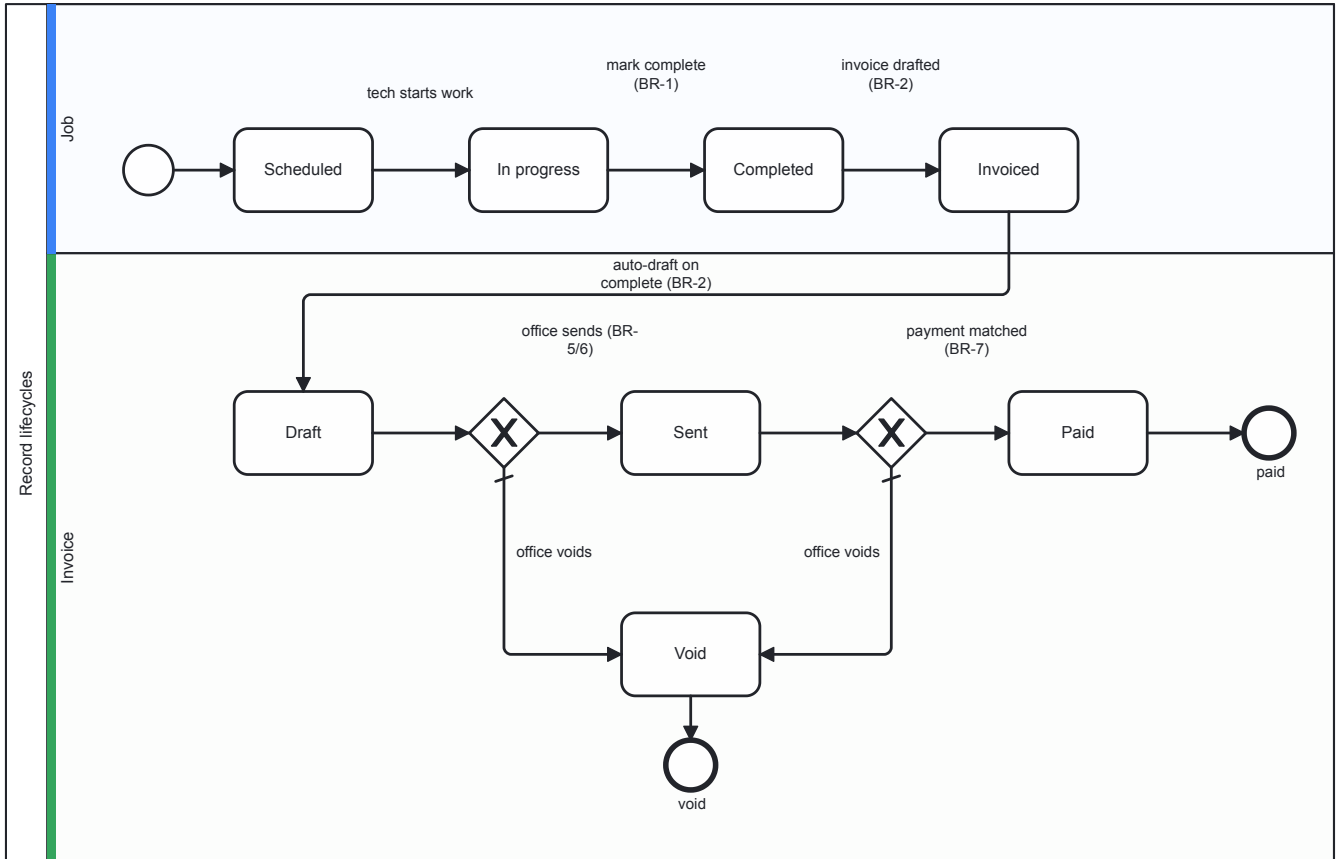 Record lifecycles
Job
mark complete
(BR-1)
invoice drafted
(BR-2)
tech starts work
Scheduled
In progress
Completed
Invoiced
Invoice
auto-draft on
complete (BR-2)
office sends (BR-
5/6)
payment matched
(BR-7)
Draft
X
Sent
X
Paid
paid
office voids
office voids
Void
void